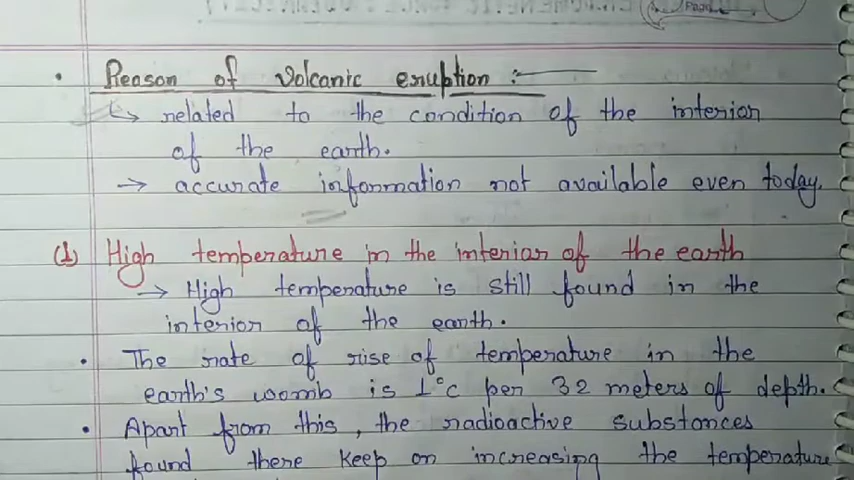 Page
• Reason of volcanic eruption :-
↳ related to the condition of the interior
of the earth.
→ accurate information not available even today.
(1) High temperature in the interior of the earth
→ High temperature is still found in the
interior of the earth.
• The rate of rise of temperature in the
earth's womb is 1°c per 32 meters of depth.
• Apart from this, the radioactive substances
found there keep on increasing the temperature